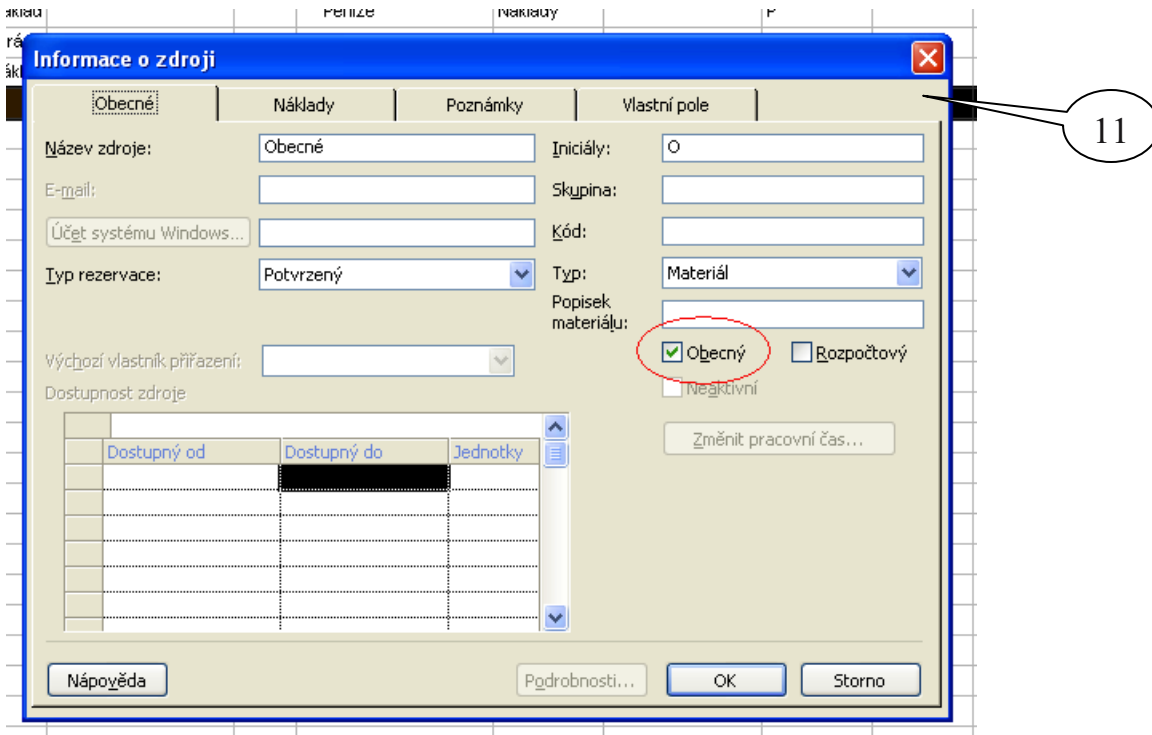 Peníze Náklady P
Informace o zdroji
Obecné Náklady Poznámky Vlastní pole
11
Název zdroje: Obecné Iniciály: O
E-mail: Skupina:
Účet systému Windows... Kód:
Typ rezervace: Potvrzený Typ: Materiál
Popisek
materiálu:
Obecný Rozpočtový
Výchozí vlastník přiřazení:
Neaktivní
Dostupnost zdroje
Změnit pracovní čas...
Dostupný od Dostupný do Jednotky
Nápověda Podrobnosti... OK Storno